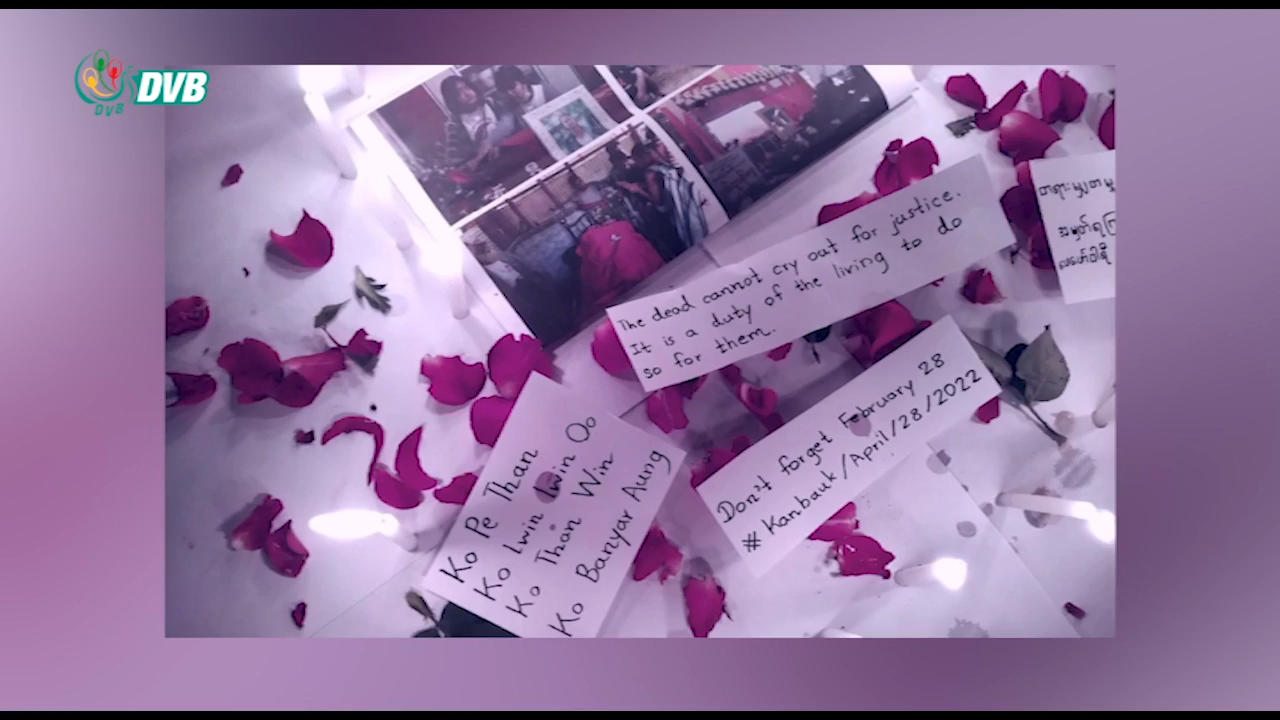 DVB
DVB
The dead cannot cry out for justice.
It is a duty of the living to do
so for them.
Don't forget February 28
# Kanbauk/April/28/2022
Ko Pe Than
Ko Lwin Lwin Oo
Ko Than Win
Ko Banyar Aung